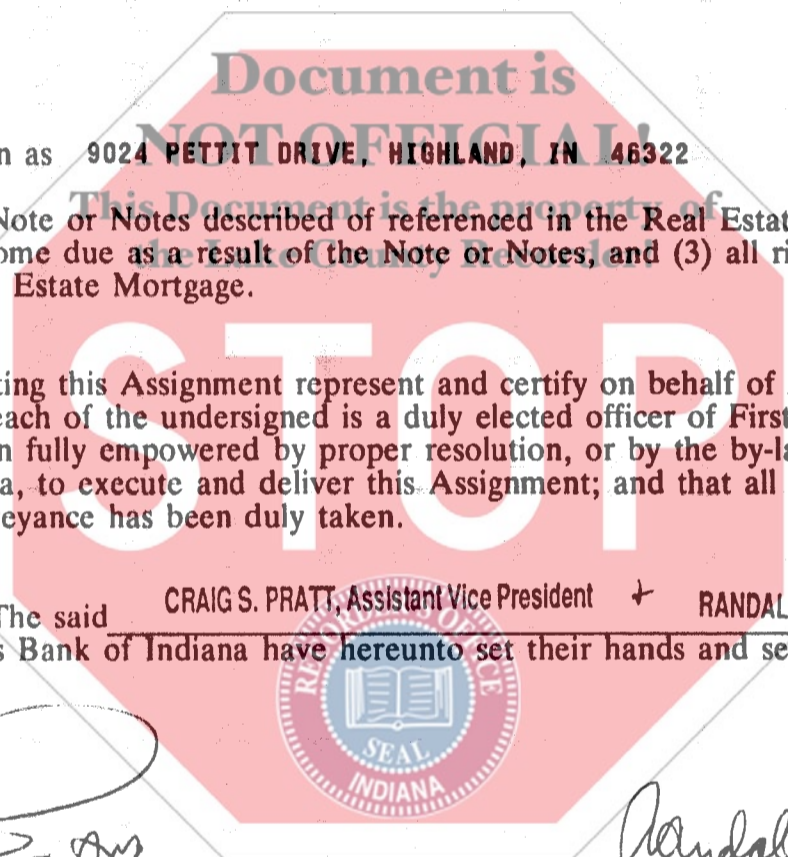 Document is
NOT OFFICIAL!
n as 9024 PETTIT DRIVE, HIGHLAND, IN 46322
This Document is the property of
Note or Notes described of referenced in the Real Estat
the Lake County Recorder!
ome due as a result of the Note or Notes, and (3) all ri
Estate Mortgage.
STOP
ting this Assignment represent and certify on behalf of
each of the undersigned is a duly elected officer of First
n fully empowered by proper resolution, or by the by-la
a, to execute and deliver this Assignment; and that all
eyance has been duly taken.
The said CRAIG S. PRATT, Assistant Vice President + RANDAL
s Bank of Indiana have hereunto set their hands and se
RECORDER'S OFFICE
SEAL
INDIANA
Randal